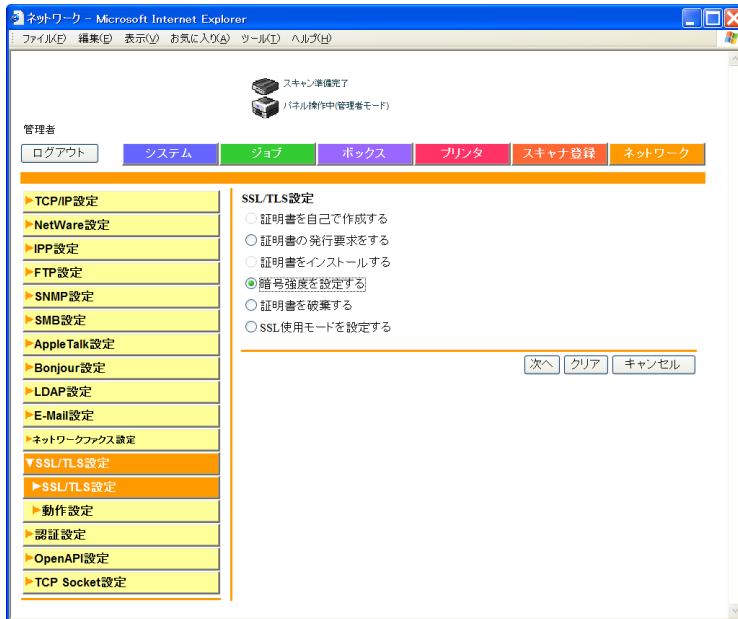 ネットワーク - Microsoft Internet Explorer
ファイル(F) 編集(E) 表示(V) お気に入り(A) ツール(T) ヘルプ(H)
スキャン準備完了
パネル操作中(管理者モード)
管理者
ログアウト システム ジョブ ボックス プリンタ スキャナ登録 ネットワーク
▶TCP/IP設定
▶NetWare設定
▶IPP設定
▶FTP設定
▶SNMP設定
▶SMB設定
▶AppleTalk設定
▶Bonjour設定
▶LDAP設定
▶E-Mail設定
▶ネットワークファクス設定
▼SSL/TLS設定
▶SSL/TLS設定
▶動作設定
▶認証設定
▶OpenAPI設定
▶TCP Socket設定
SSL/TLS設定
証明書を自己で作成する
証明書の発行要求をする
証明書をインストールする
暗号強度を設定する
証明書を破棄する
SSL使用モードを設定する
次へ クリア キャンセル